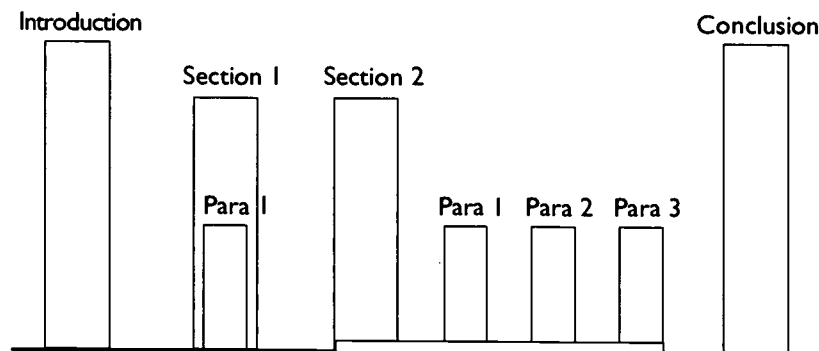 Introduction
Conclusion
Section 1
Section 2
Para 1
Para 1
Para 2
Para 3